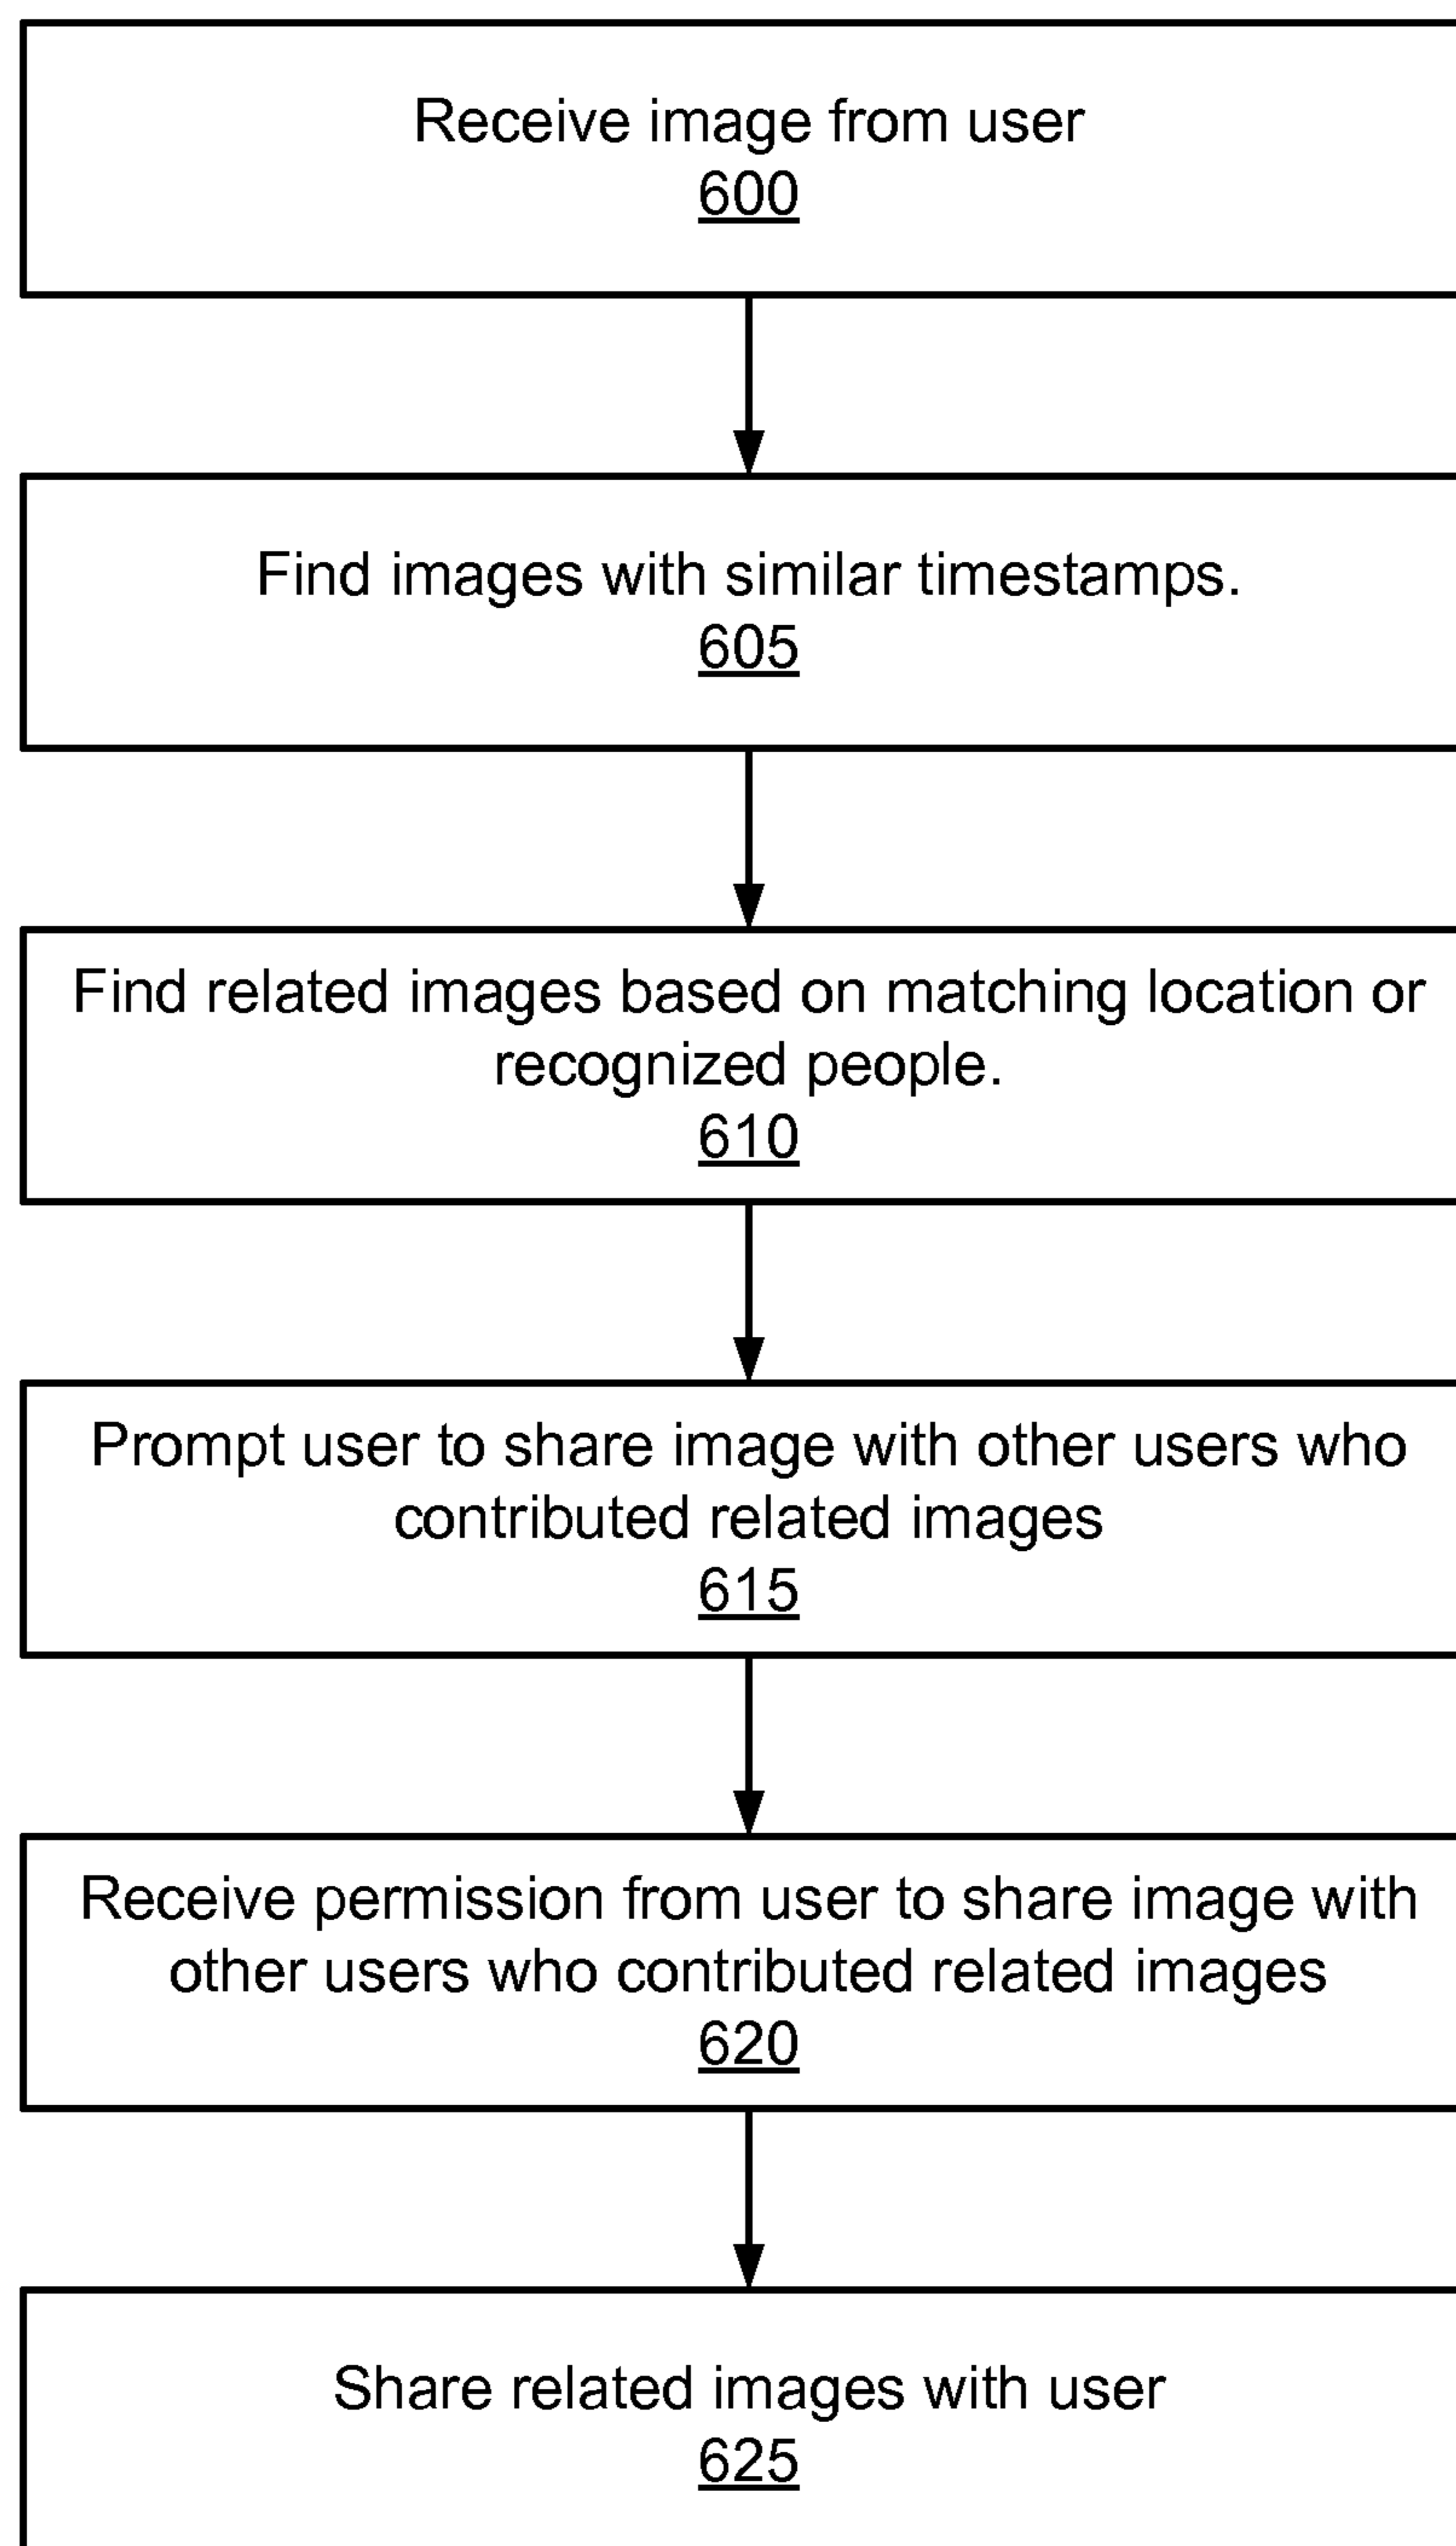 Receive image from user
600
Find images with similar timestamps.
605
Find related images based on matching location or
recognized people.
610
Prompt user to share image with other users who
contributed related images
615
Receive permission from user to share image with
other users who contributed related images
620
Share related images with user
625